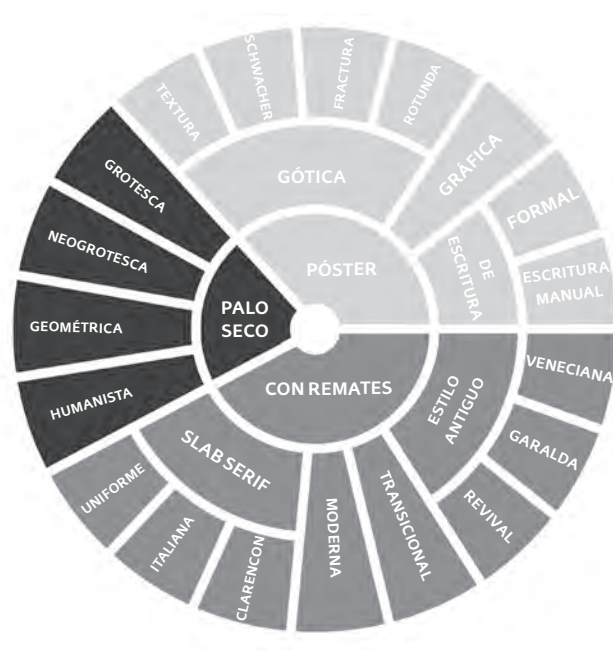 TEXTURA
SCHWACHER
FRACTURA
ROTUNDA
GRÁFICA
GÓTICA
FORMAL
ESCRITURA
MANUAL
DE
ESCRITURA
PÓSTER
GROTESCA
NEOGROTESCA
GEOMÉTRICA
HUMANISTA
PALO
SECO
CON REMATES
ESTILO
ANTIGUO
VENECIANA
GARALDA
REVIVAL
TRANSICIONAL
MODERNA
SLAB SERIF
UNIFORME
ITALIANA
CLARENCON